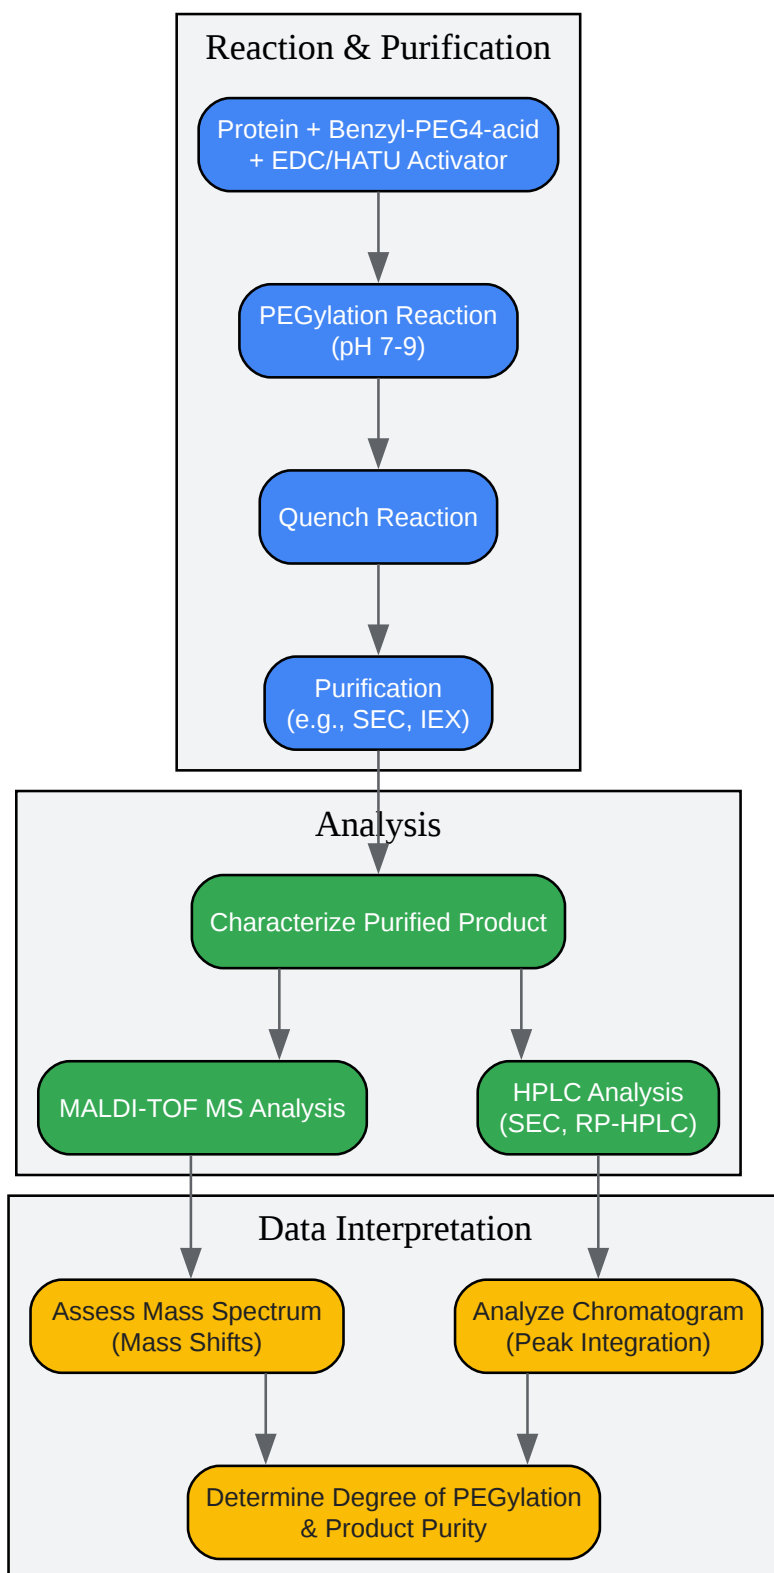 Reaction & Purification
Protein + Benzyl-PEG4-acid
+ EDC/HATU Activator
PEGylation Reaction
(pH 7-9)
Quench Reaction
Purification
(e.g., SEC, IEX)
Analysis
Characterize Purified Product
MALDI-TOF MS Analysis
HPLC Analysis
(SEC, RP-HPLC)
Data Interpretation
Assess Mass Spectrum
(Mass Shifts)
Analyze Chromatogram
(Peak Integration)
Determine Degree of PEGylation
& Product Purity